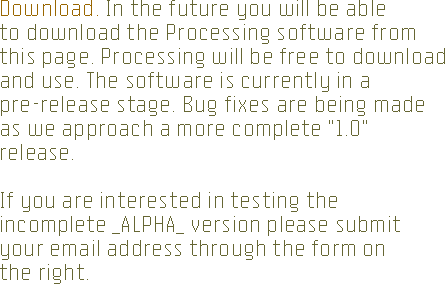 Download. In the future you will be able
to download the Processing software from
this page. Processing will be free to download
and use. The software is currently in a
pre-release stage. Bug fixes are being made
as we approach a more complete "1.0"
release.

If you are interested in testing the
incomplete _ALPHA_ version please submit
your email address through the form on
the right.